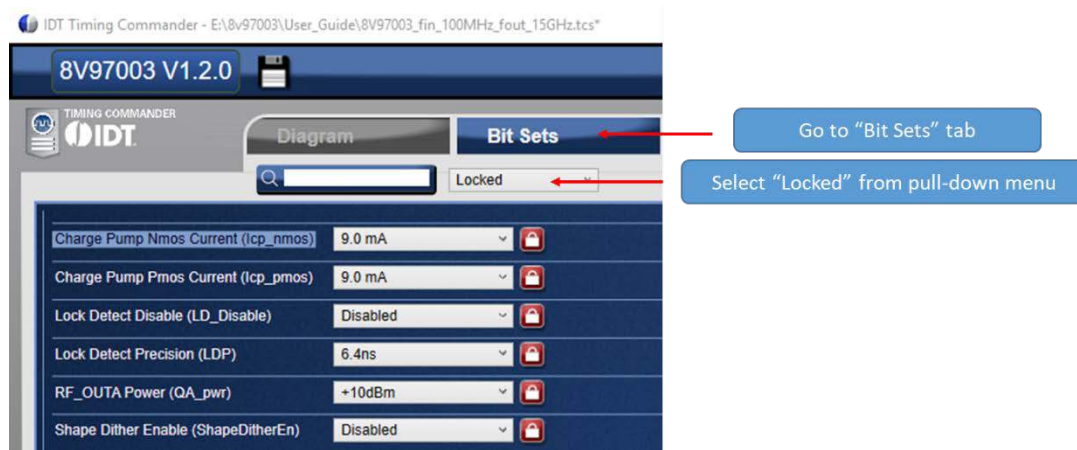 IDT Timing Commander - E:\8v97003\User_Guide\8V97003_fin_100MHz_fout_15GHz.tcs*
8V97003 V1.2.0
TIMING COMMANDER
IDT.
Diagram
Bit Sets
Go to “Bit Sets” tab
Locked
Select “Locked” from pull-down menu
Charge Pump Nmos Current (Icp_nmos) 9.0 mA
Charge Pump Pmos Current (Icp_pmos) 9.0 mA
Lock Detect Disable (LD_Disable) Disabled
Lock Detect Precision (LDP) 6.4ns
RF_OUTA Power (QA_pwr) +10dBm
Shape Dither Enable (ShapeDitherEn) Disabled